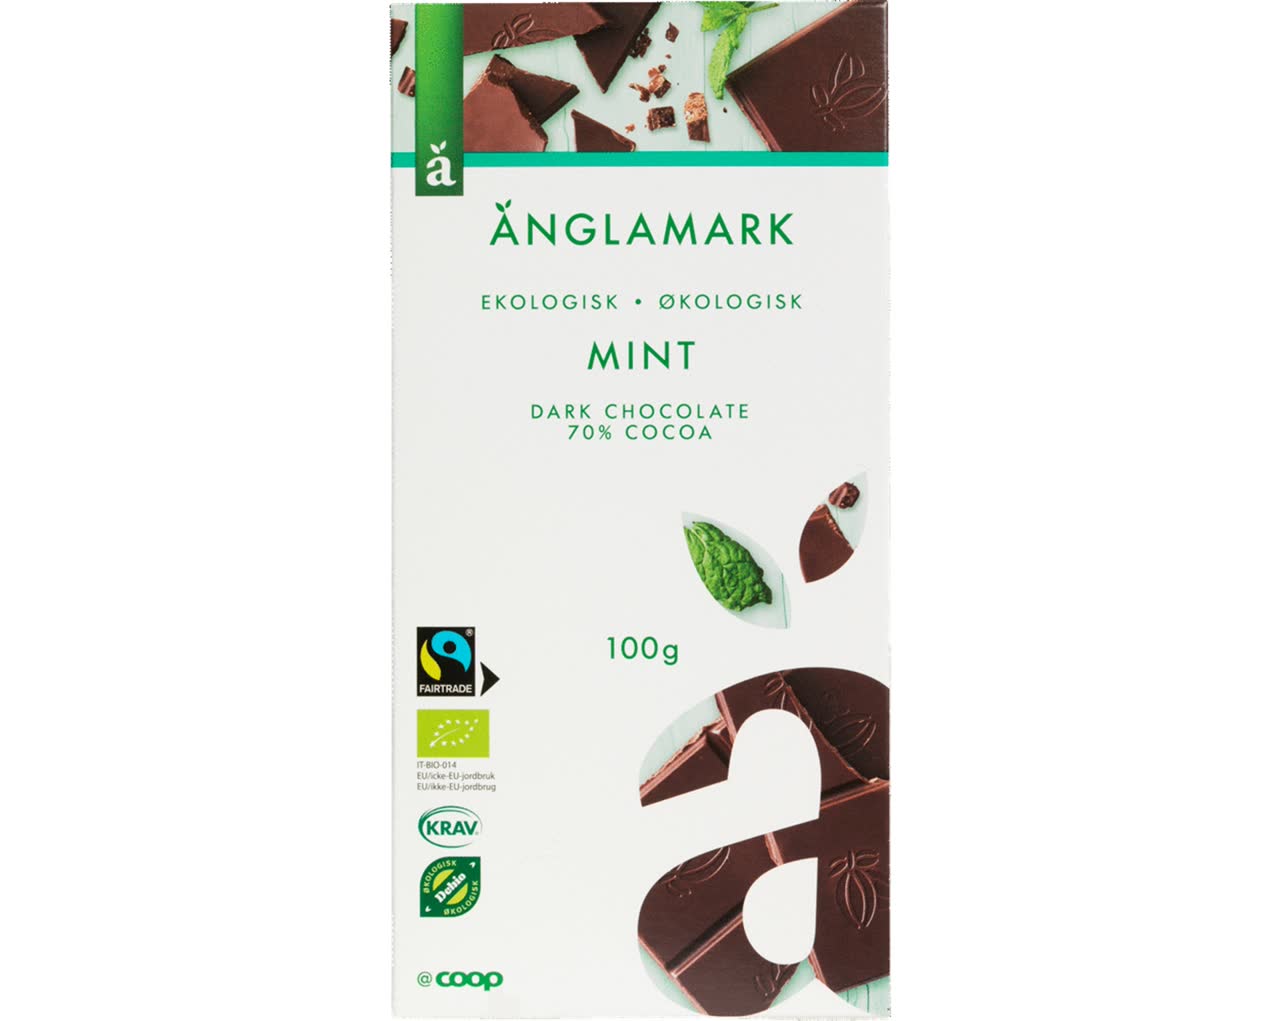 å
ÄNGLAMARK
EKOLOGISK • ØKOLOGISK
MINT
DARK CHOCOLATE
70% COCOA
100g
®
FAIRTRADE
IT-BIO-014
EU/icke-EU-jordbruk
EU/ikke-EU-jordbrug
KRAV®
ØKOLOGISK
Debio
ØKOLOGISK
@ coop